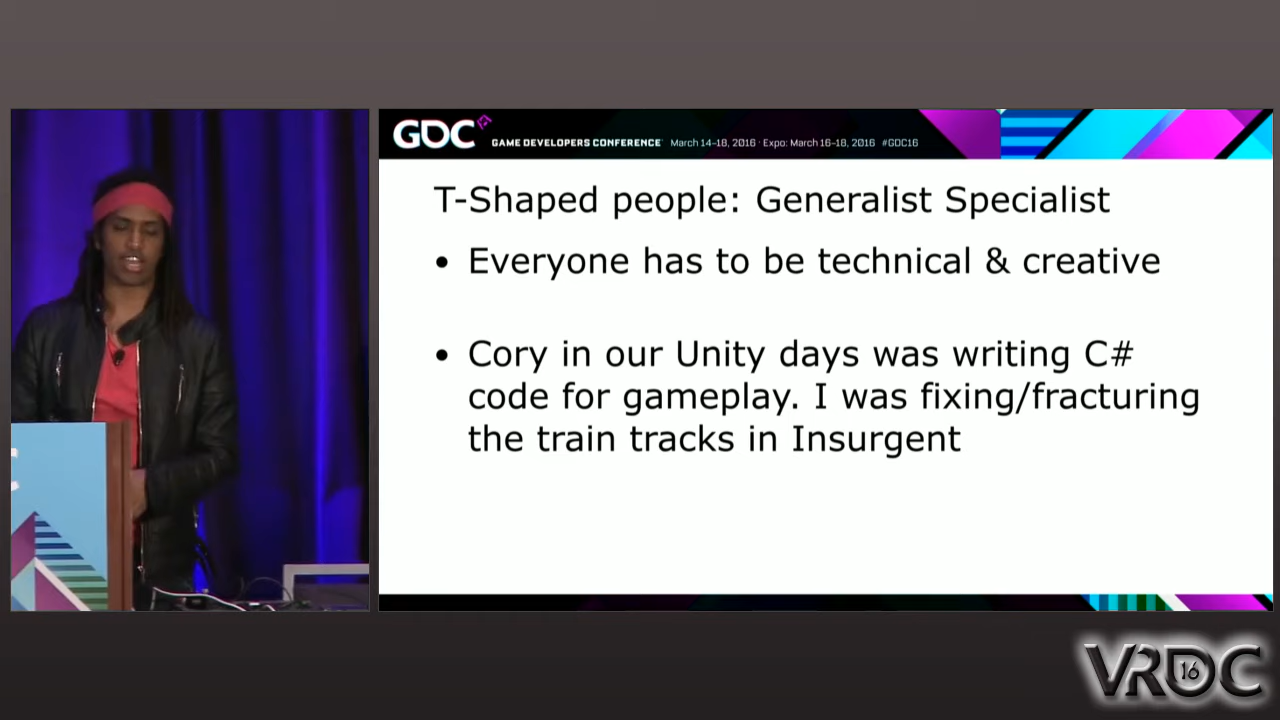 GDC
GAME DEVELOPERS CONFERENCE March 14-18, 2016 · Expo: March 16-18, 2016 #GDC16
T-Shaped people: Generalist Specialist
• Everyone has to be technical & creative
• Cory in our Unity days was writing C#
code for gameplay. I was fixing/fracturing
the train tracks in Insurgent
VRDC
16